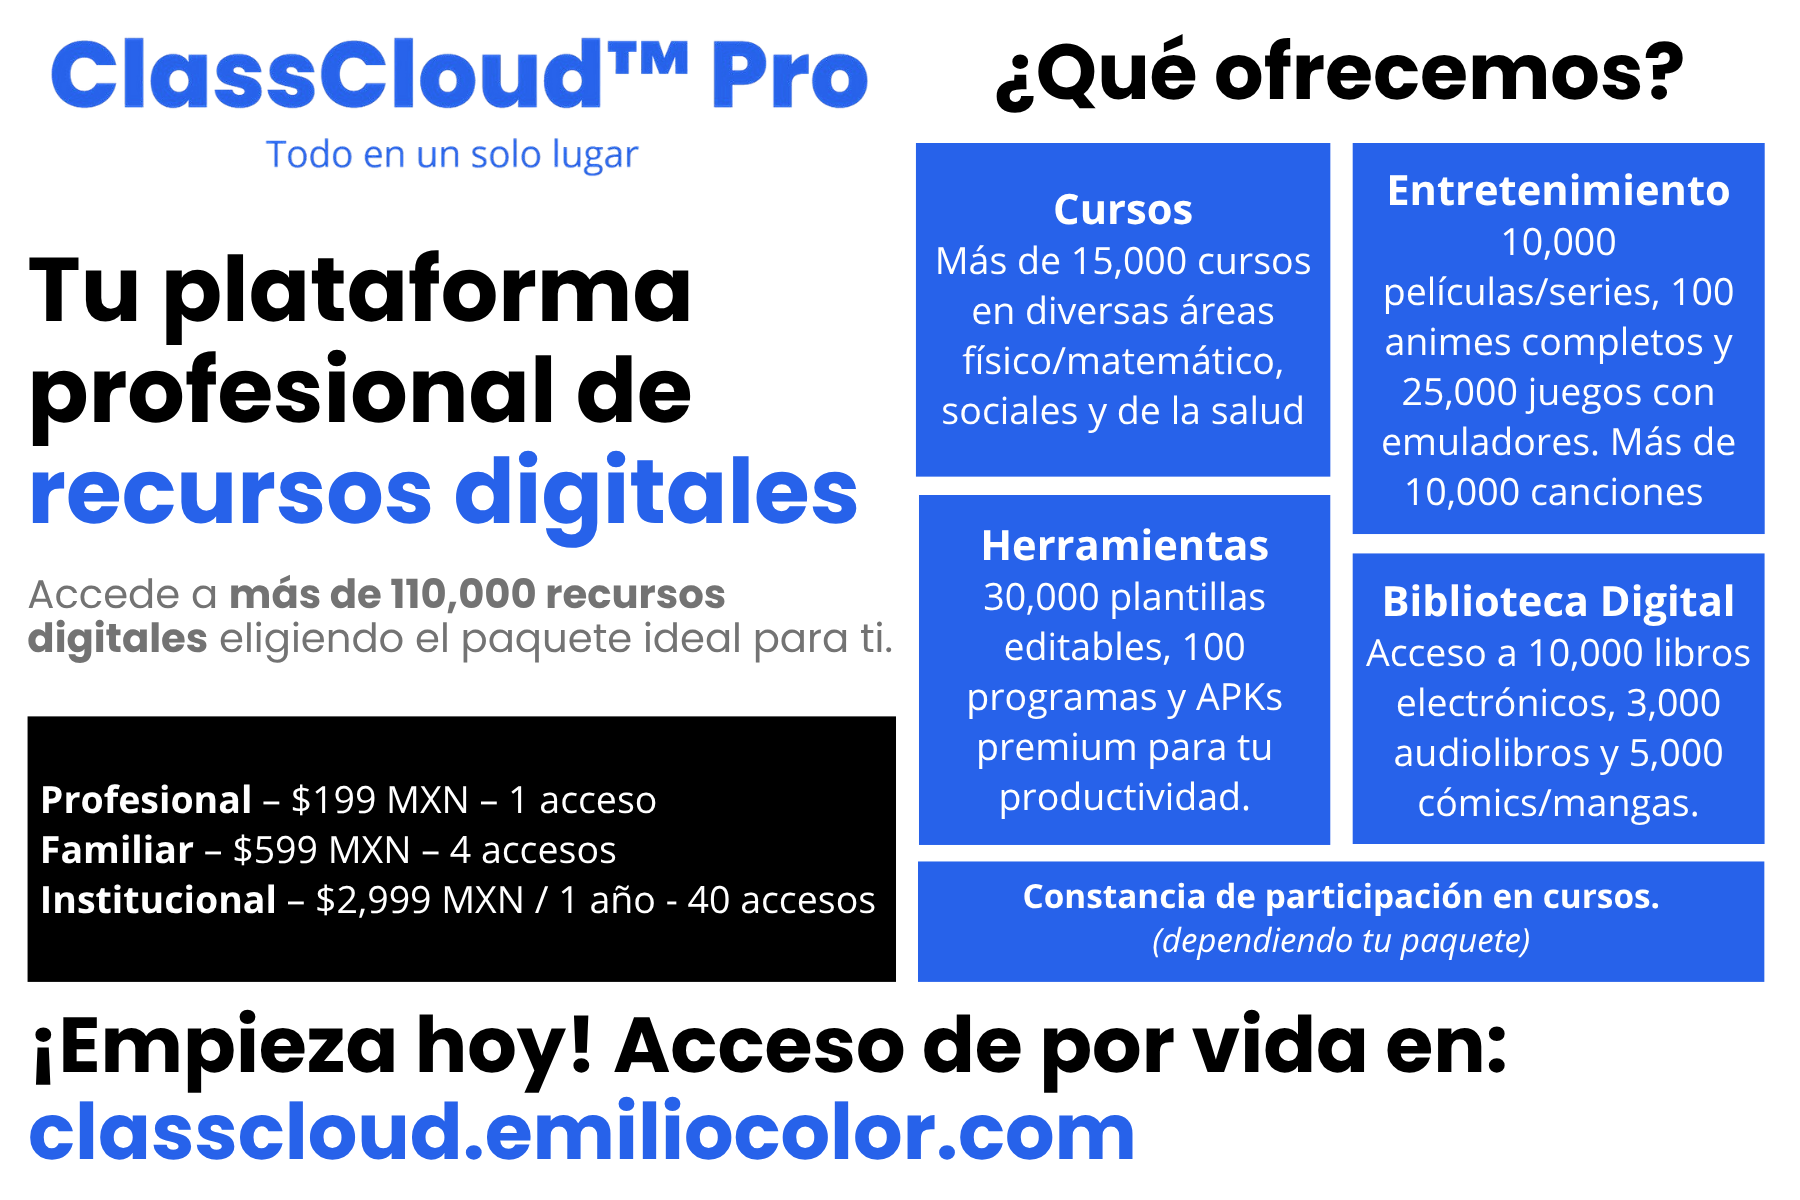 ClassCloud™ Pro
Todo en un solo lugar
Tu plataforma
profesional de
recursos digitales
Accede a más de 110,000 recursos
digitales eligiendo el paquete ideal para ti.
Profesional – $199 MXN – 1 acceso
Familiar – $599 MXN – 4 accesos
Institucional – $2,999 MXN / 1 año - 40 accesos
¿Qué ofrecemos?
Cursos
Más de 15,000 cursos
en diversas áreas
físico/matemático,
sociales y de la salud
Entretenimiento
10,000
películas/series, 100
animes completos y
25,000 juegos con
emuladores. Más de
10,000 canciones
Herramientas
30,000 plantillas
editables, 100
programas y APKs
premium para tu
productividad.
Biblioteca Digital
Acceso a 10,000 libros
electrónicos, 3,000
audiolibros y 5,000
cómics/mangas.
Constancia de participación en cursos.
(dependiendo tu paquete)
¡Empieza hoy! Acceso de por vida en:
classcloud.emiliocolor.com